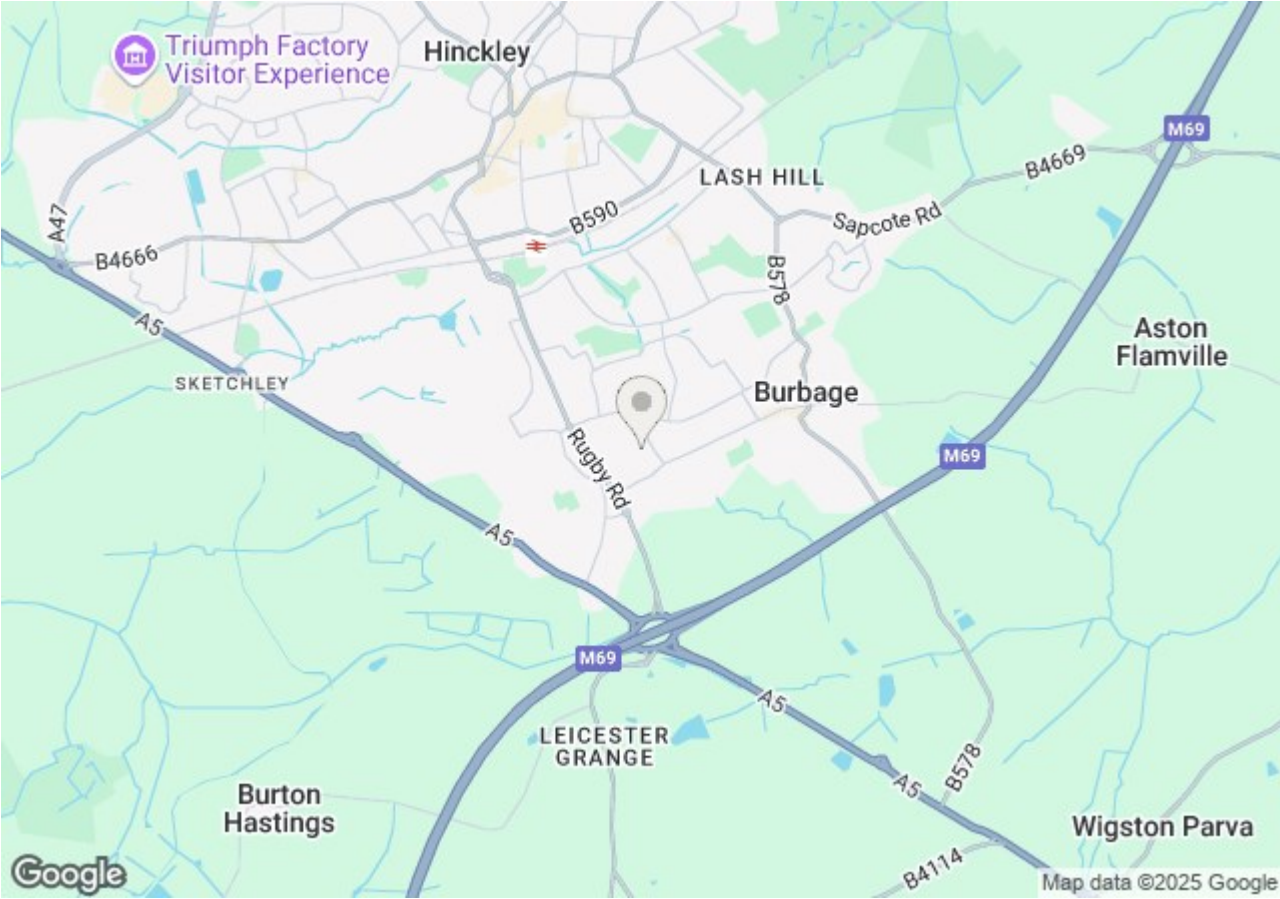 Triumph Factory
Visitor Experience
Hinckley
M69
B4669
LASH HILL
Sapcote Rd
B590
A47
B4666
B578
A5
Aston
Flamville
SKETCHLEY
Burbage
Rugby Rd
M69
A5
M69
A5
LEICESTER
GRANGE
B578
A5
Burton
Hastings
Wigston Parva
B4114
Google
Map data ©2025 Google